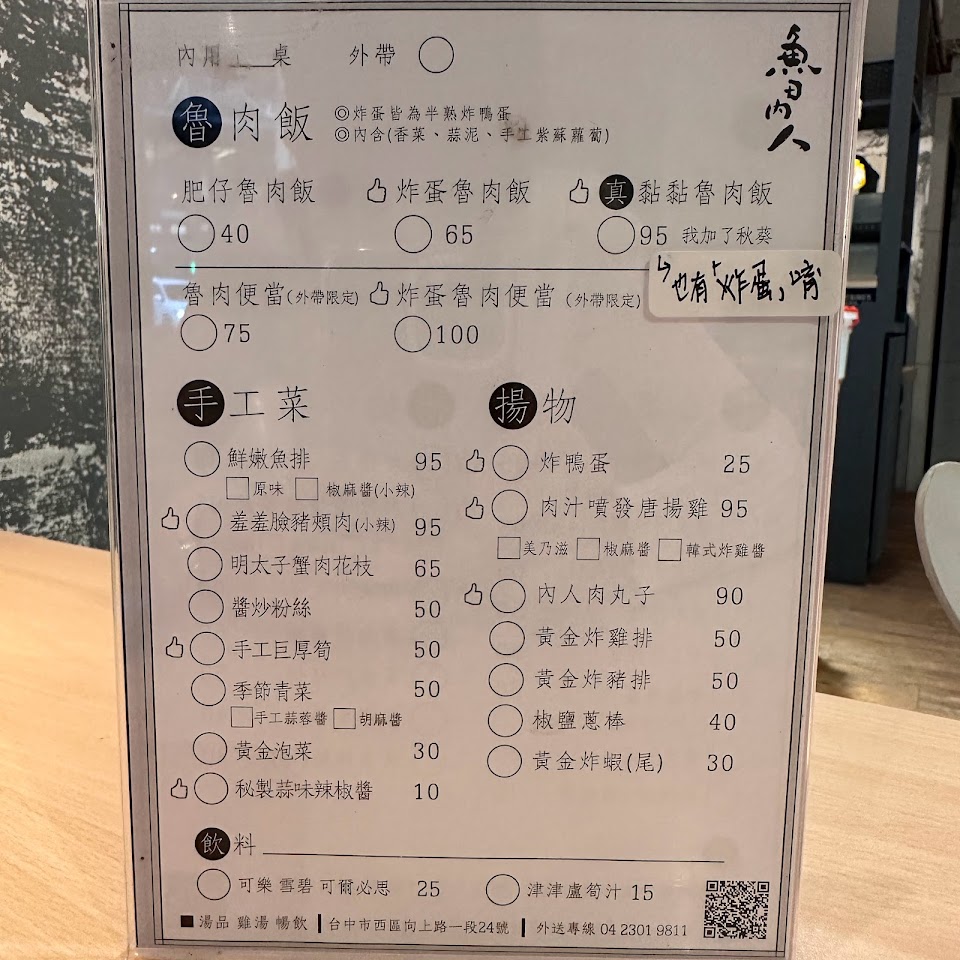 內用 桌 外帶
魯肉人
魯肉飯
◎炸蛋皆為半熟炸鴨蛋
◎內含(香菜、蒜泥、手工紫蘇蘿蔔)
肥仔魯肉飯 炸蛋魯肉飯 真黏黏魯肉飯
40 65 95 我加了秋葵
↳也有「炸蛋」唷
魯肉便當(外帶限定) 炸蛋魯肉便當(外帶限定)
75 100
手工菜
鮮嫩魚排 95
原味 椒麻醬(小辣)
羞羞臉豬頰肉(小辣) 95
明太子蟹肉花枝 65
醬炒粉絲 50
手工巨厚筍 50
季節青菜 50
手工蒜蓉醬 胡麻醬
黃金泡菜 30
秘製蒜味辣椒醬 10
揚物
炸鴨蛋 25
肉汁噴發唐揚雞 95
美乃滋 椒麻醬 韓式炸雞醬
內人肉丸子 90
黃金炸雞排 50
黃金炸豬排 50
椒鹽蔥棒 40
黃金炸蝦(尾) 30
飲料
可樂 雪碧 可爾必思 25 津津盧筍汁 15
湯品 雞湯 暢飲 台中市西區向上路一段24號 外送專線 04 2301 9811